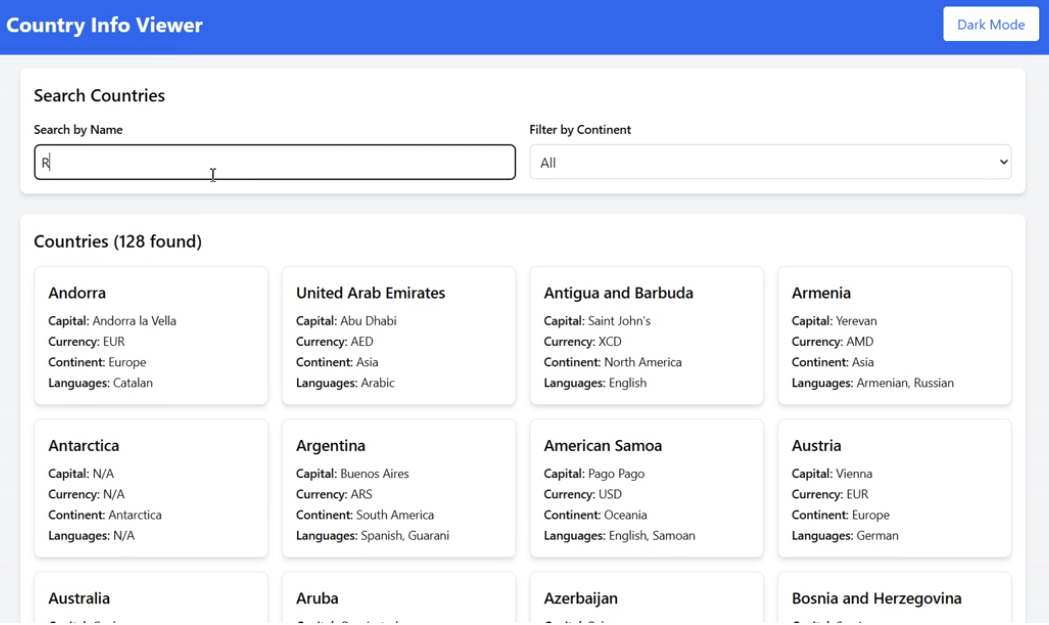 Country Info Viewer
Dark Mode
Search Countries
Search by Name
Filter by Continent
R
All
Countries (128 found)
Andorra
Capital: Andorra la Vella
Currency: EUR
Continent: Europe
Languages: Catalan
United Arab Emirates
Capital: Abu Dhabi
Currency: AED
Continent: Asia
Languages: Arabic
Antigua and Barbuda
Capital: Saint John's
Currency: XCD
Continent: North America
Languages: English
Armenia
Capital: Yerevan
Currency: AMD
Continent: Asia
Languages: Armenian, Russian
Antarctica
Capital: N/A
Currency: N/A
Continent: Antarctica
Languages: N/A
Argentina
Capital: Buenos Aires
Currency: ARS
Continent: South America
Languages: Spanish, Guarani
American Samoa
Capital: Pago Pago
Currency: USD
Continent: Oceania
Languages: English, Samoan
Austria
Capital: Vienna
Currency: EUR
Continent: Europe
Languages: German
Australia
Aruba
Azerbaijan
Bosnia and Herzegovina